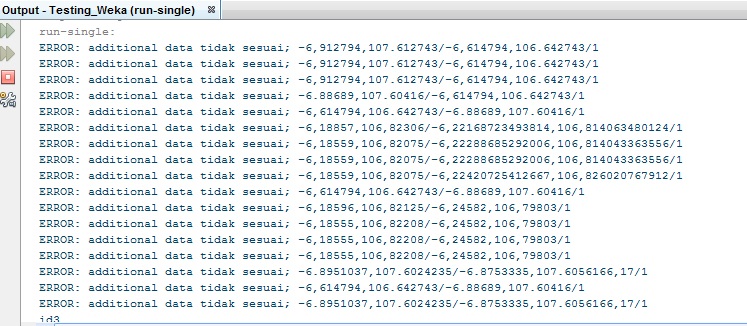 Output - Testing_Weka (run-single)
run-single:
ERROR: additional data tidak sesuai; -6,912794,107.612743/-6,614794,106.642743/1
ERROR: additional data tidak sesuai; -6,912794,107.612743/-6,614794,106.642743/1
ERROR: additional data tidak sesuai; -6,912794,107.612743/-6,614794,106.642743/1
ERROR: additional data tidak sesuai; -6.88689,107.60416/-6,614794,106.642743/1
ERROR: additional data tidak sesuai; -6,614794,106.642743/-6.88689,107.60416/1
ERROR: additional data tidak sesuai; -6,18857,106,82306/-6,22168723493814,106,814063480124/1
ERROR: additional data tidak sesuai; -6,18559,106,82075/-6,22288685292006,106,814043363556/1
ERROR: additional data tidak sesuai; -6,18559,106,82075/-6,22288685292006,106,814043363556/1
ERROR: additional data tidak sesuai; -6,18559,106,82075/-6,22420725412667,106,826020767912/1
ERROR: additional data tidak sesuai; -6,614794,106.642743/-6.88689,107.60416/1
ERROR: additional data tidak sesuai; -6,18596,106,82125/-6,24582,106,79803/1
ERROR: additional data tidak sesuai; -6,18555,106,82208/-6,24582,106,79803/1
ERROR: additional data tidak sesuai; -6,18555,106,82208/-6,24582,106,79803/1
ERROR: additional data tidak sesuai; -6,18555,106,82208/-6,24582,106,79803/1
ERROR: additional data tidak sesuai; -6.8951037,107.6024235/-6.8753335,107.6056166,17/1
ERROR: additional data tidak sesuai; -6,614794,106.642743/-6.88689,107.60416/1
ERROR: additional data tidak sesuai; -6.8951037,107.6024235/-6.8753335,107.6056166,17/1
id3